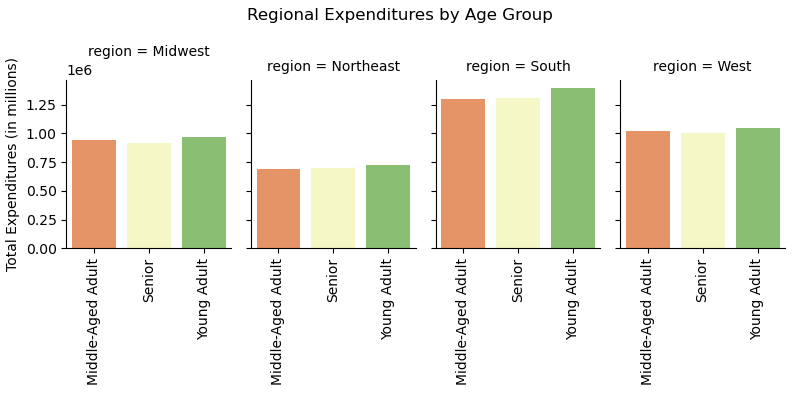 Regional Expenditures by Age Group
region = Midwest
region = Northeast
region = South
region = West
1e6
Total Expenditures (in millions)
1.25
1.00
0.75
0.50
0.25
0.00
Middle-Aged Adult
Senior
Young Adult
Middle-Aged Adult
Senior
Young Adult
Middle-Aged Adult
Senior
Young Adult
Middle-Aged Adult
Senior
Young Adult